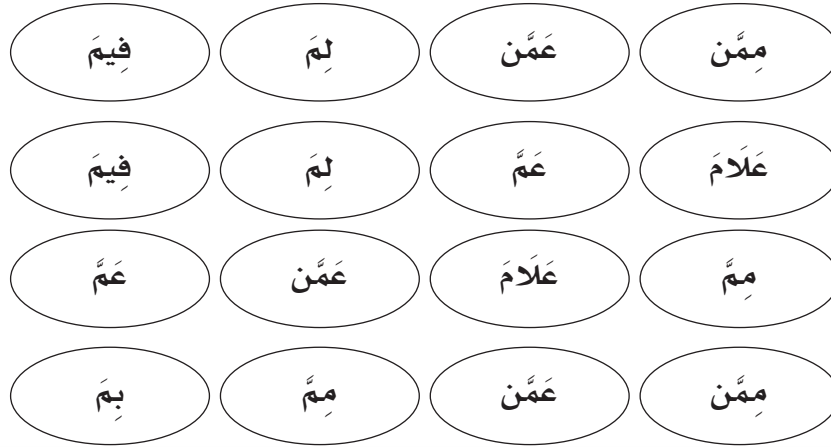 مِمَّن عَمَّن لِمَ فِيمَ
عَلَامَ عَمَّ لِمَ فِيمَ
مِمَّ عَلَامَ عَمَّن عَمَّ
مِمَّن عَمَّن مِمَّ بِمَ